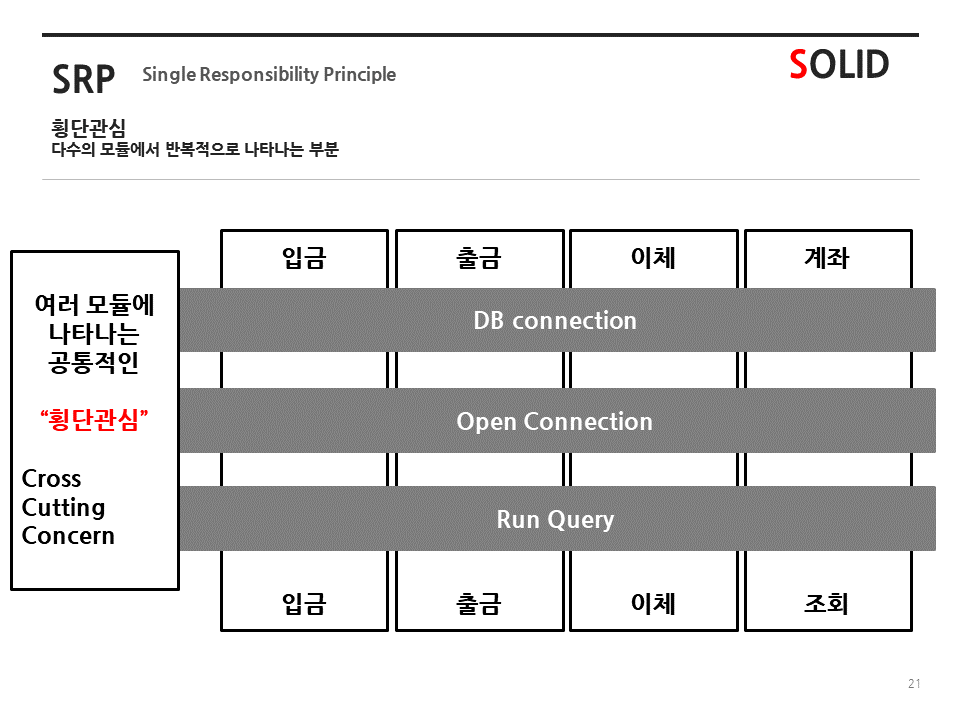 SRP
Single Responsibility Principle
SOLID
횡단관심
다수의 모듈에서 반복적으로 나타나는 부분
여러 모듈에
나타나는
공통적인
“횡단관심”
Cross
Cutting
Concern
입금
출금
이체
계좌
DB connection
Open Connection
Run Query
입금
출금
이체
조회
21